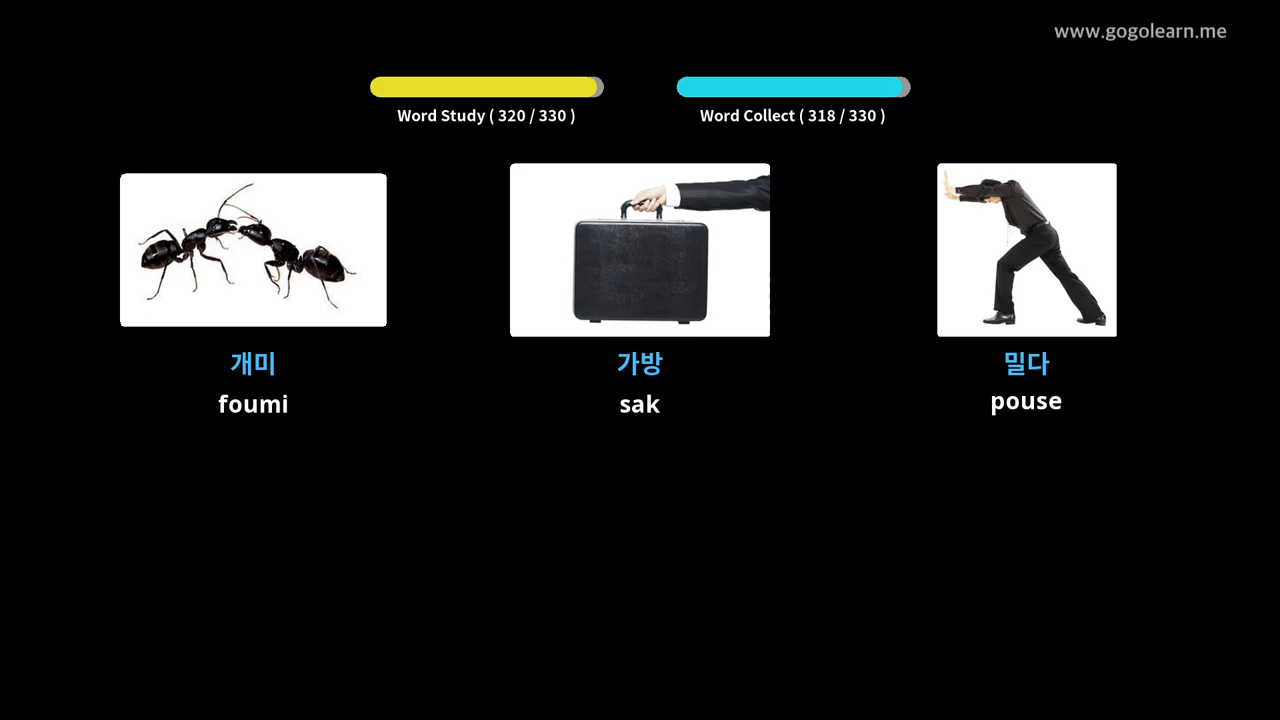 www.gogolearn.me
Word Study ( 320 / 330 )
Word Collect ( 318 / 330 )
개미
foumi
가방
sak
밀다
pouse